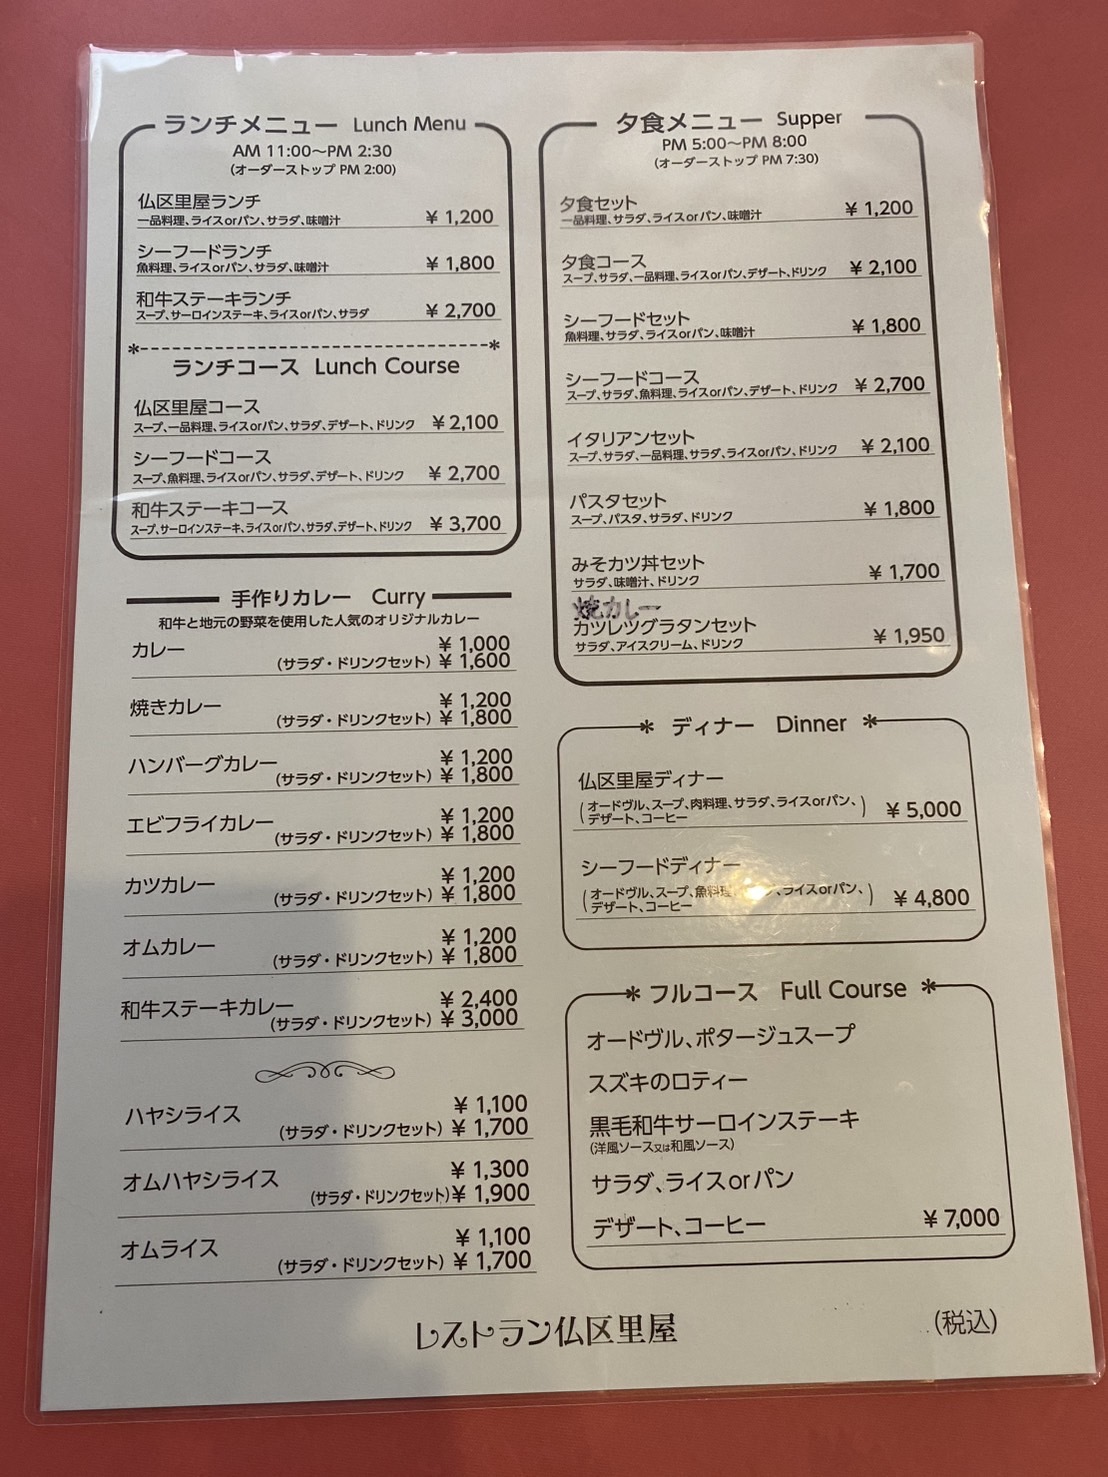 ランチメニュー Lunch Menu
AM 11:00〜PM 2:30
(オーダーストップ PM 2:00)
仏区里屋ランチ
一品料理、ライスorパン、サラダ、味噌汁 ¥ 1,200
シーフードランチ
魚料理、ライスorパン、サラダ、味噌汁 ¥ 1,800
和牛ステーキランチ
スープ、サーロインステーキ、ライスorパン、サラダ ¥ 2,700
ランチコース Lunch Course
仏区里屋コース
スープ、一品料理、ライスorパン、サラダ、デザート、ドリンク ¥ 2,100
シーフードコース
スープ、魚料理、ライスorパン、サラダ、デザート、ドリンク ¥ 2,700
和牛ステーキコース
スープ、サーロインステーキ、ライスorパン、サラダ、デザート、ドリンク ¥ 3,700
手作りカレー Curry
和牛と地元の野菜を使用した人気のオリジナルカレー
カレー ¥ 1,000
(サラダ・ドリンクセット) ¥ 1,600
焼きカレー ¥ 1,200
(サラダ・ドリンクセット) ¥ 1,800
ハンバーグカレー ¥ 1,200
(サラダ・ドリンクセット) ¥ 1,800
エビフライカレー ¥ 1,200
(サラダ・ドリンクセット) ¥ 1,800
カツカレー ¥ 1,200
(サラダ・ドリンクセット) ¥ 1,800
オムカレー ¥ 1,200
(サラダ・ドリンクセット) ¥ 1,800
和牛ステーキカレー ¥ 2,400
(サラダ・ドリンクセット) ¥ 3,000
ハヤシライス ¥ 1,100
(サラダ・ドリンクセット) ¥ 1,700
オムハヤシライス ¥ 1,300
(サラダ・ドリンクセット) ¥ 1,900
オムライス ¥ 1,100
(サラダ・ドリンクセット) ¥ 1,700
夕食メニュー Supper
PM 5:00〜PM 8:00
(オーダーストップ PM 7:30)
夕食セット
一品料理、サラダ、ライスorパン、味噌汁 ¥ 1,200
夕食コース
スープ、サラダ、一品料理、ライスorパン、デザート、ドリンク ¥ 2,100
シーフードセット
魚料理、サラダ、ライスorパン、味噌汁 ¥ 1,800
シーフードコース
スープ、サラダ、魚料理、ライスorパン、デザート、ドリンク ¥ 2,700
イタリアンセット
スープ、サラダ、一品料理、サラダ、ライスorパン、ドリンク ¥ 2,100
パスタセット
スープ、パスタ、サラダ、ドリンク ¥ 1,800
みそカツ丼セット
サラダ、味噌汁、ドリンク ¥ 1,700
焼カレー
カツレツグラタンセット
サラダ、アイスクリーム、ドリンク ¥ 1,950
ディナー Dinner
仏区里屋ディナー
(オードヴル、スープ、肉料理、サラダ、ライスorパン、
デザート、コーヒー) ¥ 5,000
シーフードディナー
(オードヴル、スープ、魚料理、ライスorパン、
デザート、コーヒー) ¥ 4,800
フルコース Full Course
オードヴル、ポタージュスープ
スズキのロティー
黒毛和牛サーロインステーキ
(洋風ソース又は和風ソース)
サラダ、ライスorパン
デザート、コーヒー ¥ 7,000
レストラン仏区里屋
(税込)